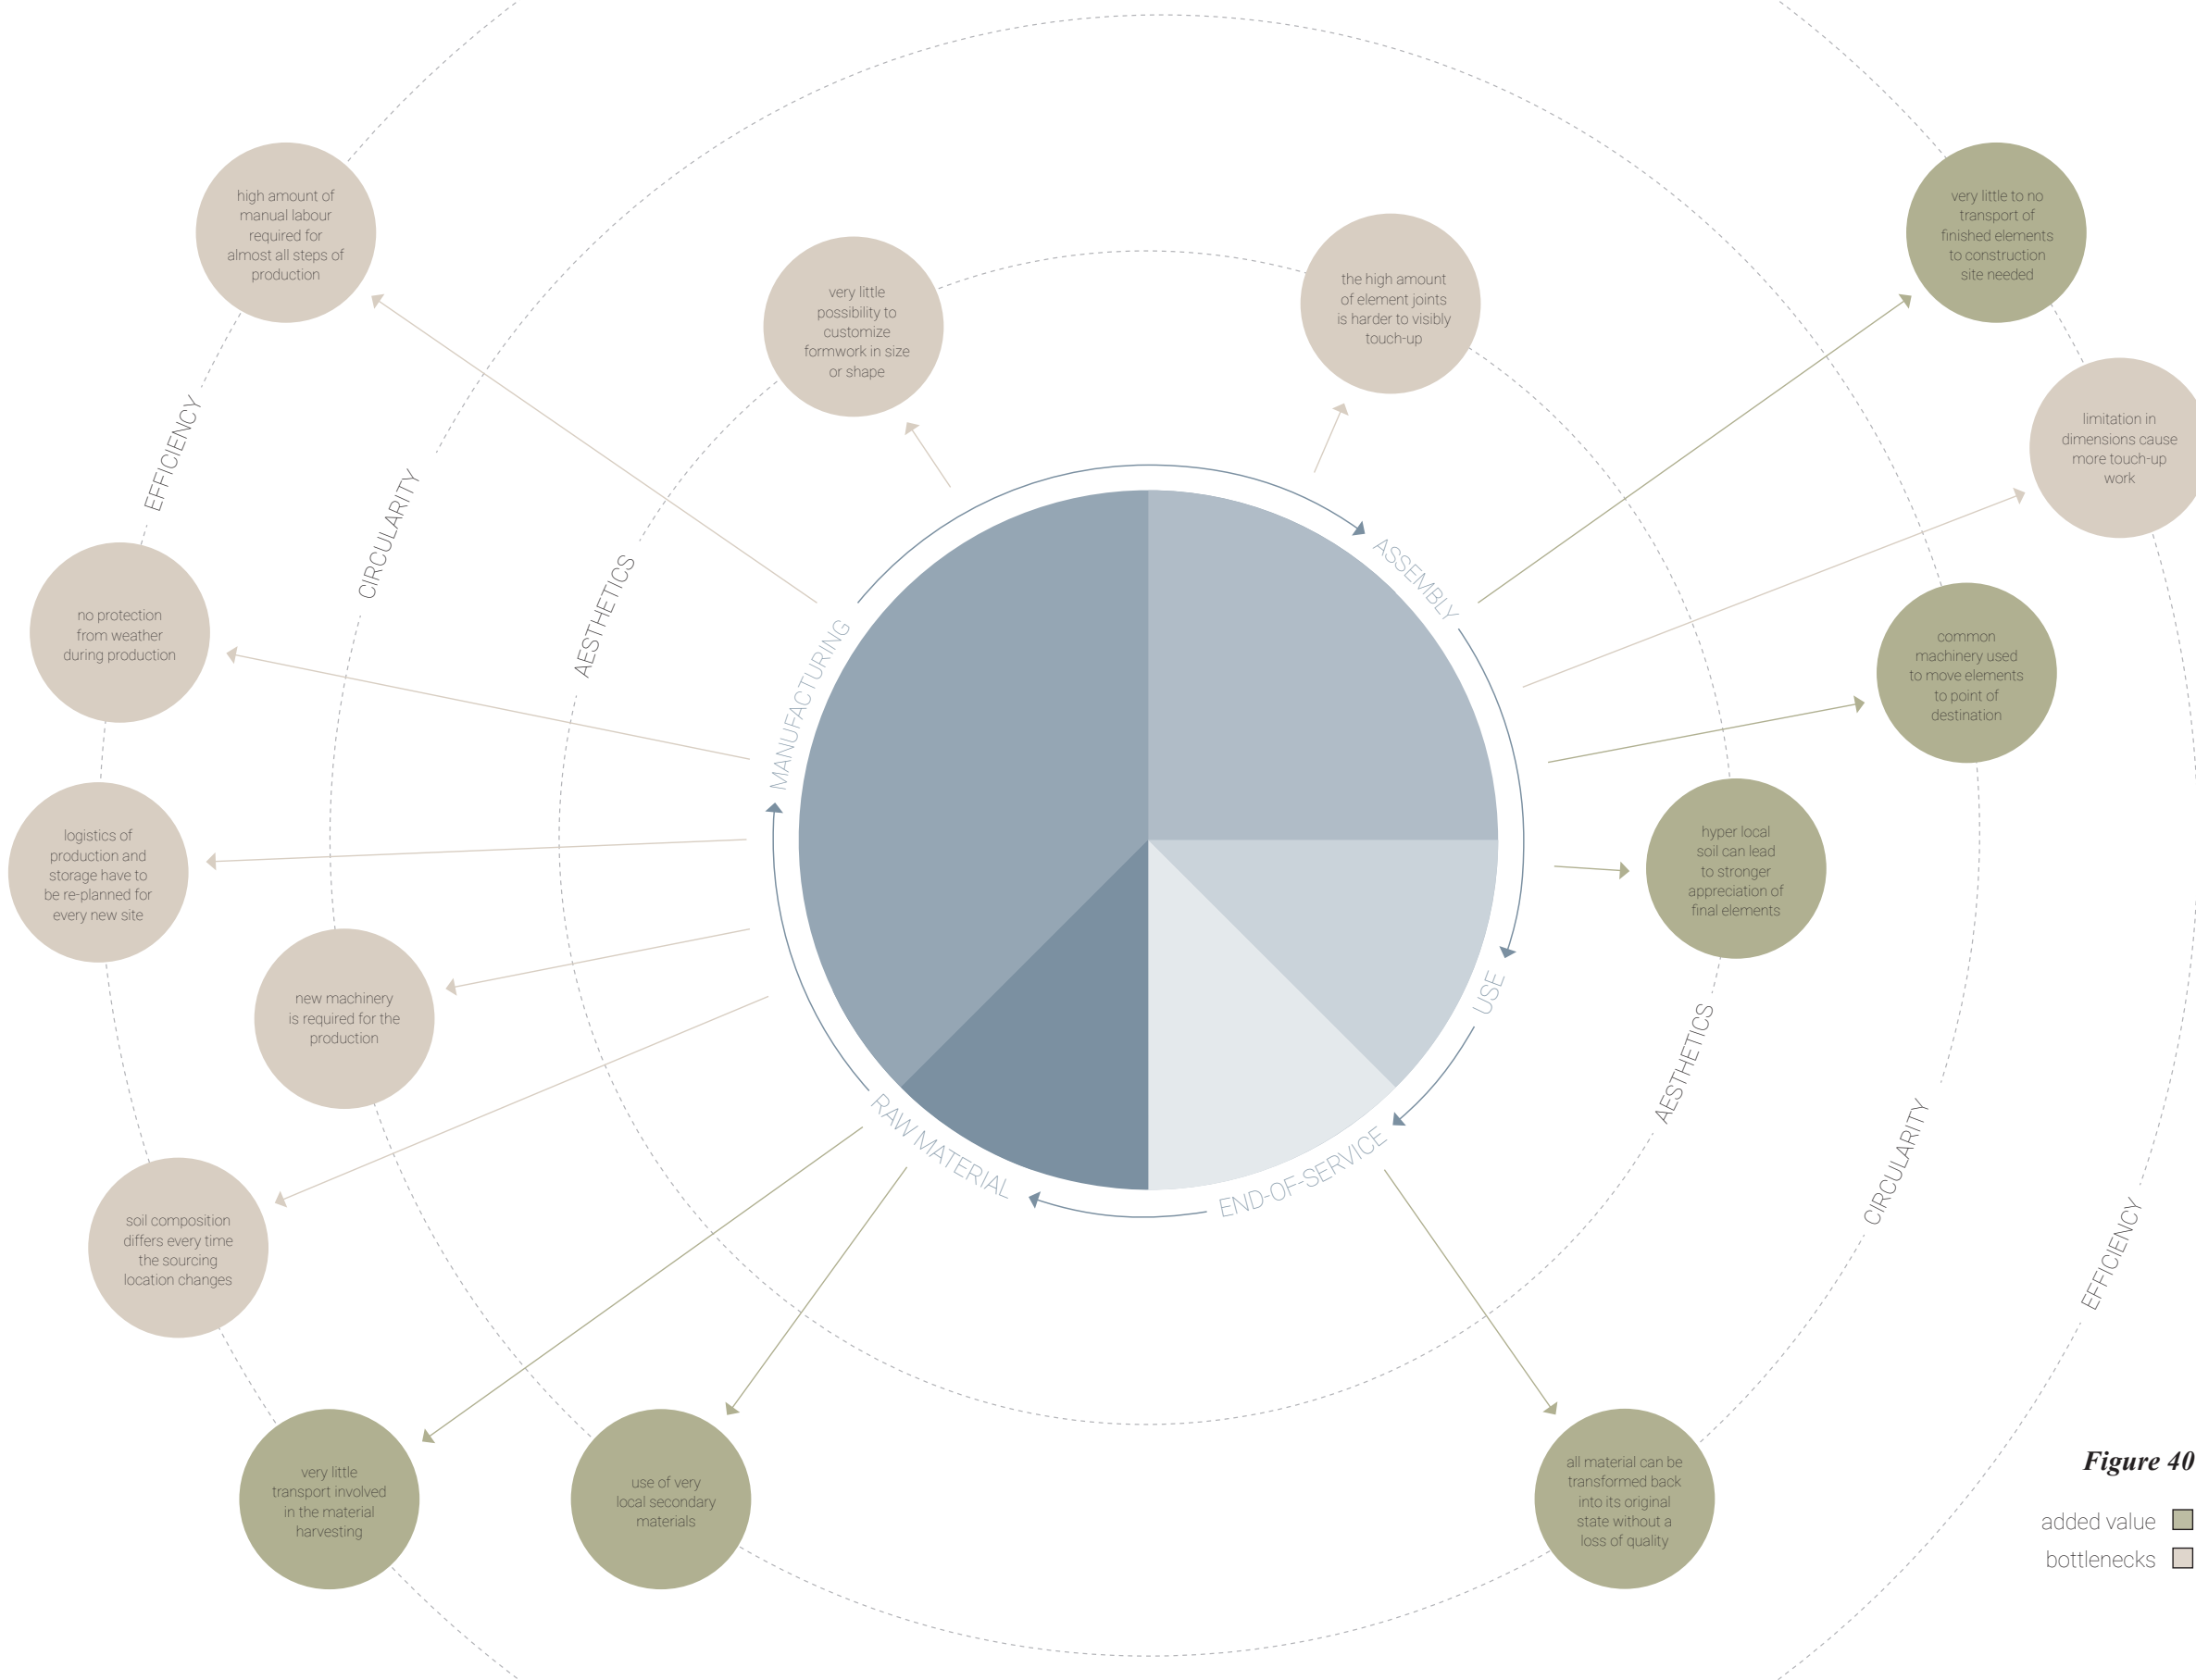 high amount of
manual labour
required for
almost all steps of
production
very little
possibility to
customize
formwork in size
or shape
the high amount
of element joints
is harder to visibly
touch-up
very little to no
transport of
finished elements
to construction
site needed
limitation in
dimensions cause
more touch-up
work
EFFICIENCY
CIRCULARITY
AESTHETICS
MANUFACTURING
ASSEMBLY
no protection
from weather
during production
common
machinery used
to move elements
to point of
destination
logistics of
production and
storage have to
be re-planned for
every new site
hyper local
soil can lead
to stronger
appreciation of
final elements
new machinery
is required for the
production
USE
RAW MATERIAL
END-OF-SERVICE
AESTHETICS
CIRCULARITY
EFFICIENCY
soil composition
differs every time
the sourcing
location changes
very little
transport involved
in the material
harvesting
use of very
local secondary
materials
all material can be
transformed back
into its original
state without a
loss of quality
Figure 40
added value
bottlenecks